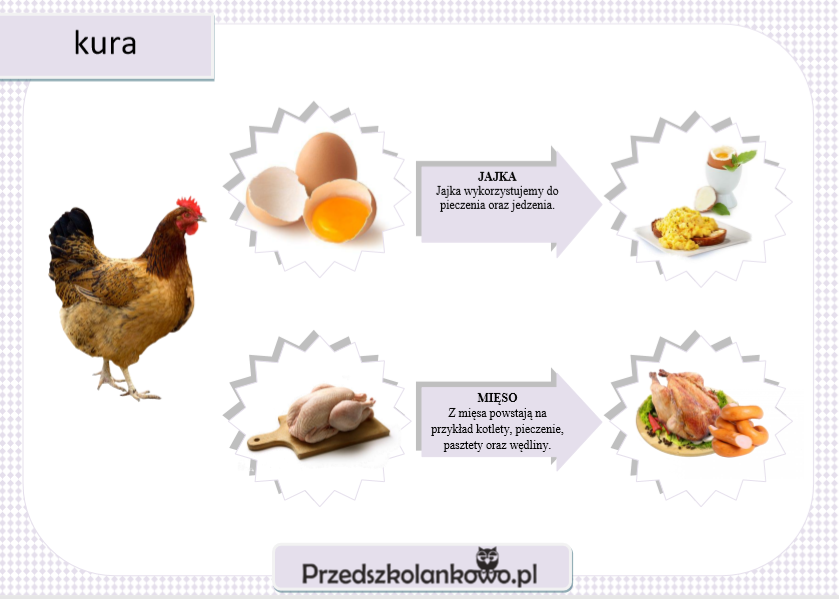 kura
JAJKA
Jajka wykorzystujemy do
pieczenia oraz jedzenia.
MIĘSO
Z mięsa powstają na
przykład kotlety, pieczenie,
pasztety oraz wędliny.
Przedszkolankowo.pl